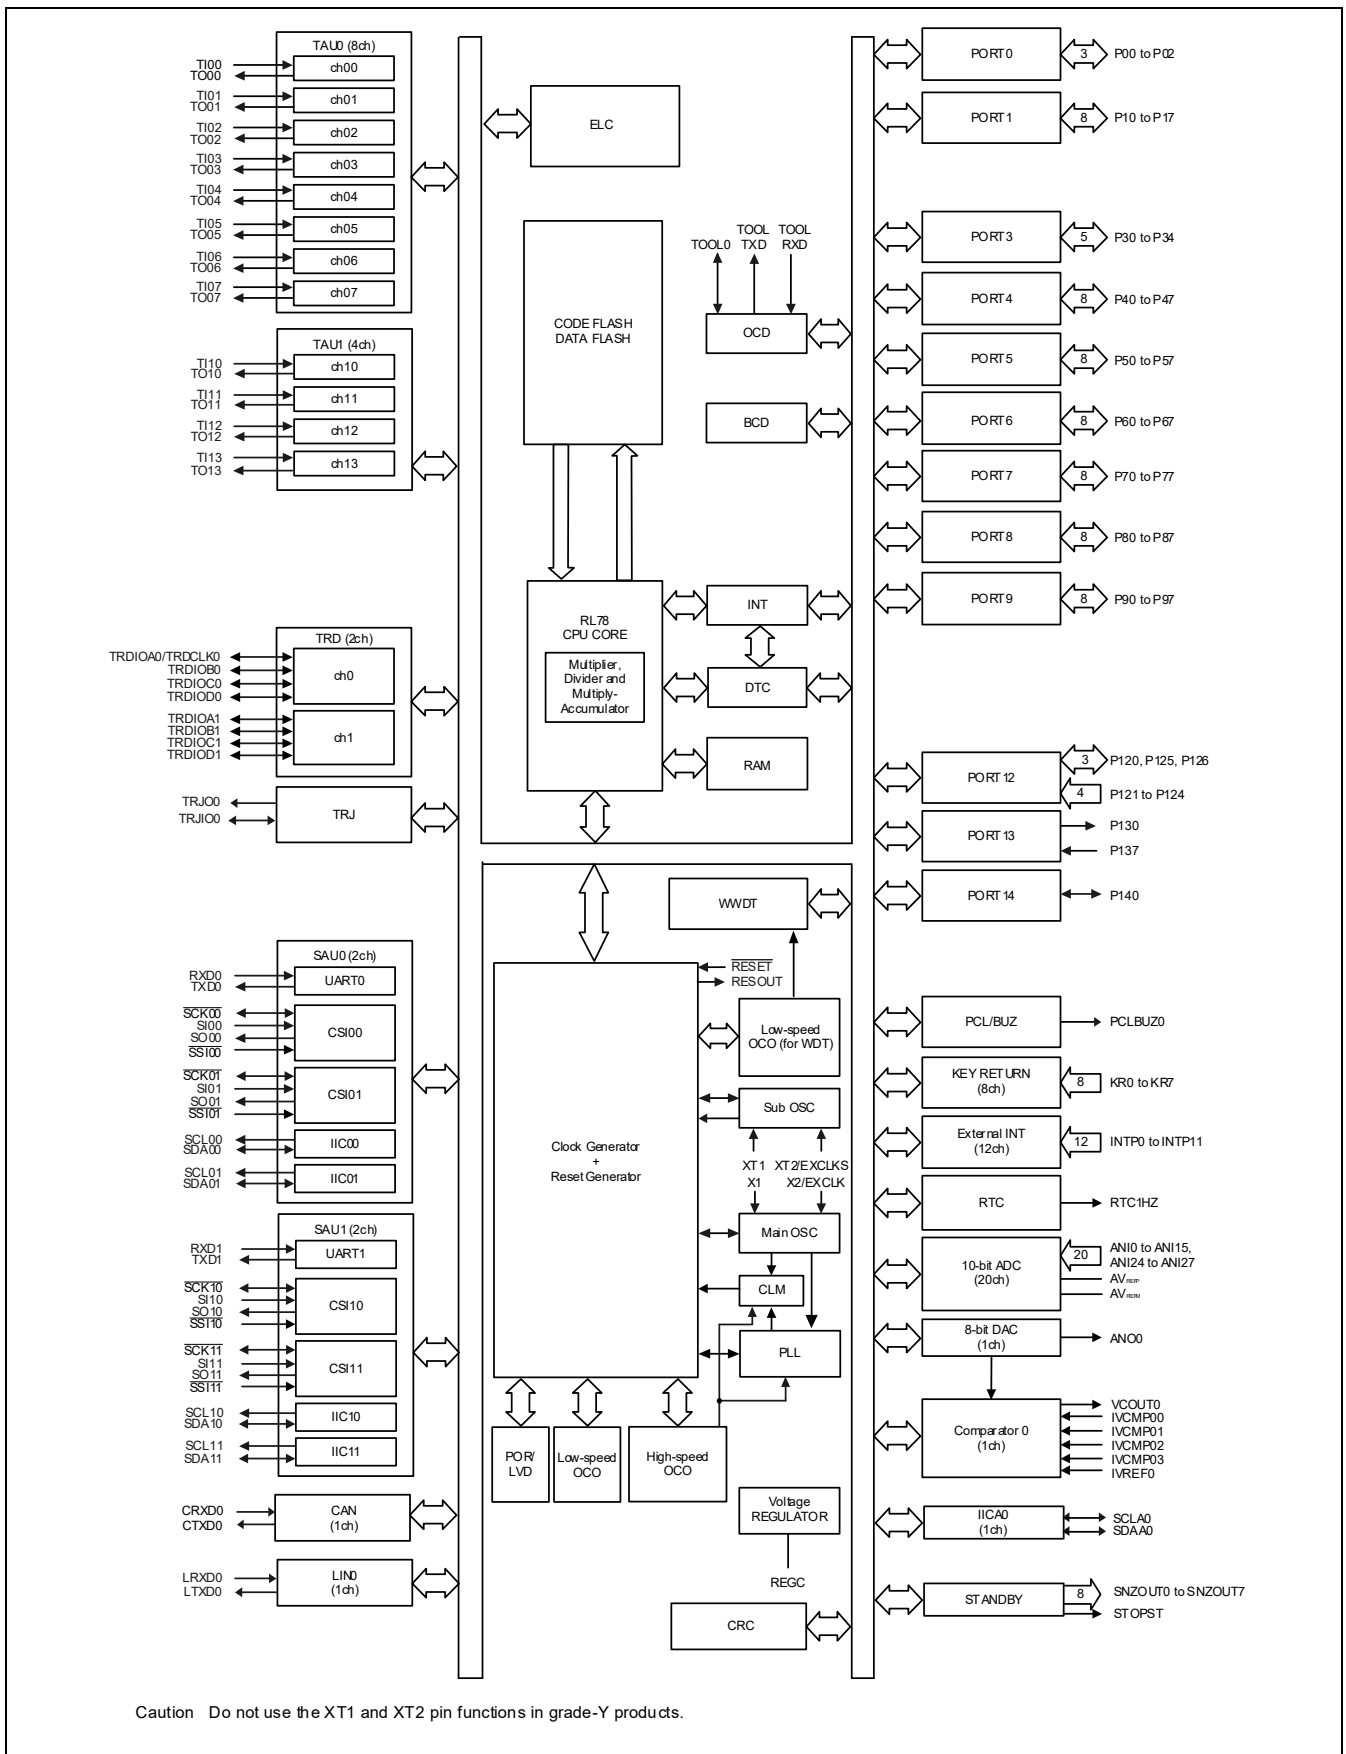 TAU0 (8ch)
TI00
TO00
ch00
TI01
TO01
ch01
TI02
TO02
ch02
TI03
TO03
ch03
TI04
TO04
ch04
TI05
TO05
ch05
TI06
TO06
ch06
TI07
TO07
ch07
TAU1 (4ch)
TI10
TO10
ch10
TI11
TO11
ch11
TI12
TO12
ch12
TI13
TO13
ch13
TRD (2ch)
TRDIOA0/TRDCLK0
TRDIOB0
TRDIOC0
TRDIOD0
ch0
TRDIOA1
TRDIOB1
TRDIOC1
TRDIOD1
ch1
TRJO0
TRJIO0
TRJ
SAU0 (2ch)
RXD0
TXD0
UART0
SCK00
SI00
SO00
SSI00
CSI00
SCK01
SI01
SO01
SSI01
CSI01
SCL00
SDA00
IIC00
SCL01
SDA01
IIC01
SAU1 (2ch)
RXD1
TXD1
UART1
SCK10
SI10
SO10
SSI10
CSI10
SCK11
SI11
SO11
SSI11
CSI11
SCL10
SDA10
IIC10
SCL11
SDA11
IIC11
CRXD0
CTXD0
CAN
(1ch)
LRXD0
LTXD0
LIN0
(1ch)
ELC
CODE FLASH
DATA FLASH
TOOL0
TOOL
TXD
TOOL
RXD
OCD
BCD
RL78
CPU CORE
Multiplier,
Divider and
Multiply-
Accumulator
INT
DTC
RAM
WWDT
RESET
RESOUT
Low-speed
OCO (for WDT)
Clock Generator
+
Reset Generator
Sub OSC
XT1 XT2/EXCLKS
X1 X2/EXCLK
Main OSC
CLM
PLL
POR/
LVD
Low-speed
OCO
High-speed
OCO
Voltage
REGULATOR
REGC
CRC
PORT0
3
P00 to P02
PORT1
8
P10 to P17
PORT3
5
P30 to P34
PORT4
8
P40 to P47
PORT5
8
P50 to P57
PORT6
8
P60 to P67
PORT7
8
P70 to P77
PORT8
8
P80 to P87
PORT9
8
P90 to P97
PORT12
3
P120, P125, P126
4
P121 to P124
PORT13
P130
P137
PORT14
P140
PCL/BUZ
PCLBUZ0
KEY RETURN
(8ch)
8
KR0 to KR7
External INT
(12ch)
12
INTP0 to INTP11
RTC
RTC1HZ
10-bit ADC
(20ch)
20
ANI0 to ANI15,
ANI24 to ANI27
AVREFP
AVREFM
8-bit DAC
(1ch)
ANO0
Comparator 0
(1ch)
VCOUT0
IVCMP00
IVCMP01
IVCMP02
IVCMP03
IVREF0
IICA0
(1ch)
SCLA0
SDAA0
STANDBY
8
SNZOUT0 to SNZOUT7
STOPST
Caution Do not use the XT1 and XT2 pin functions in grade-Y products.